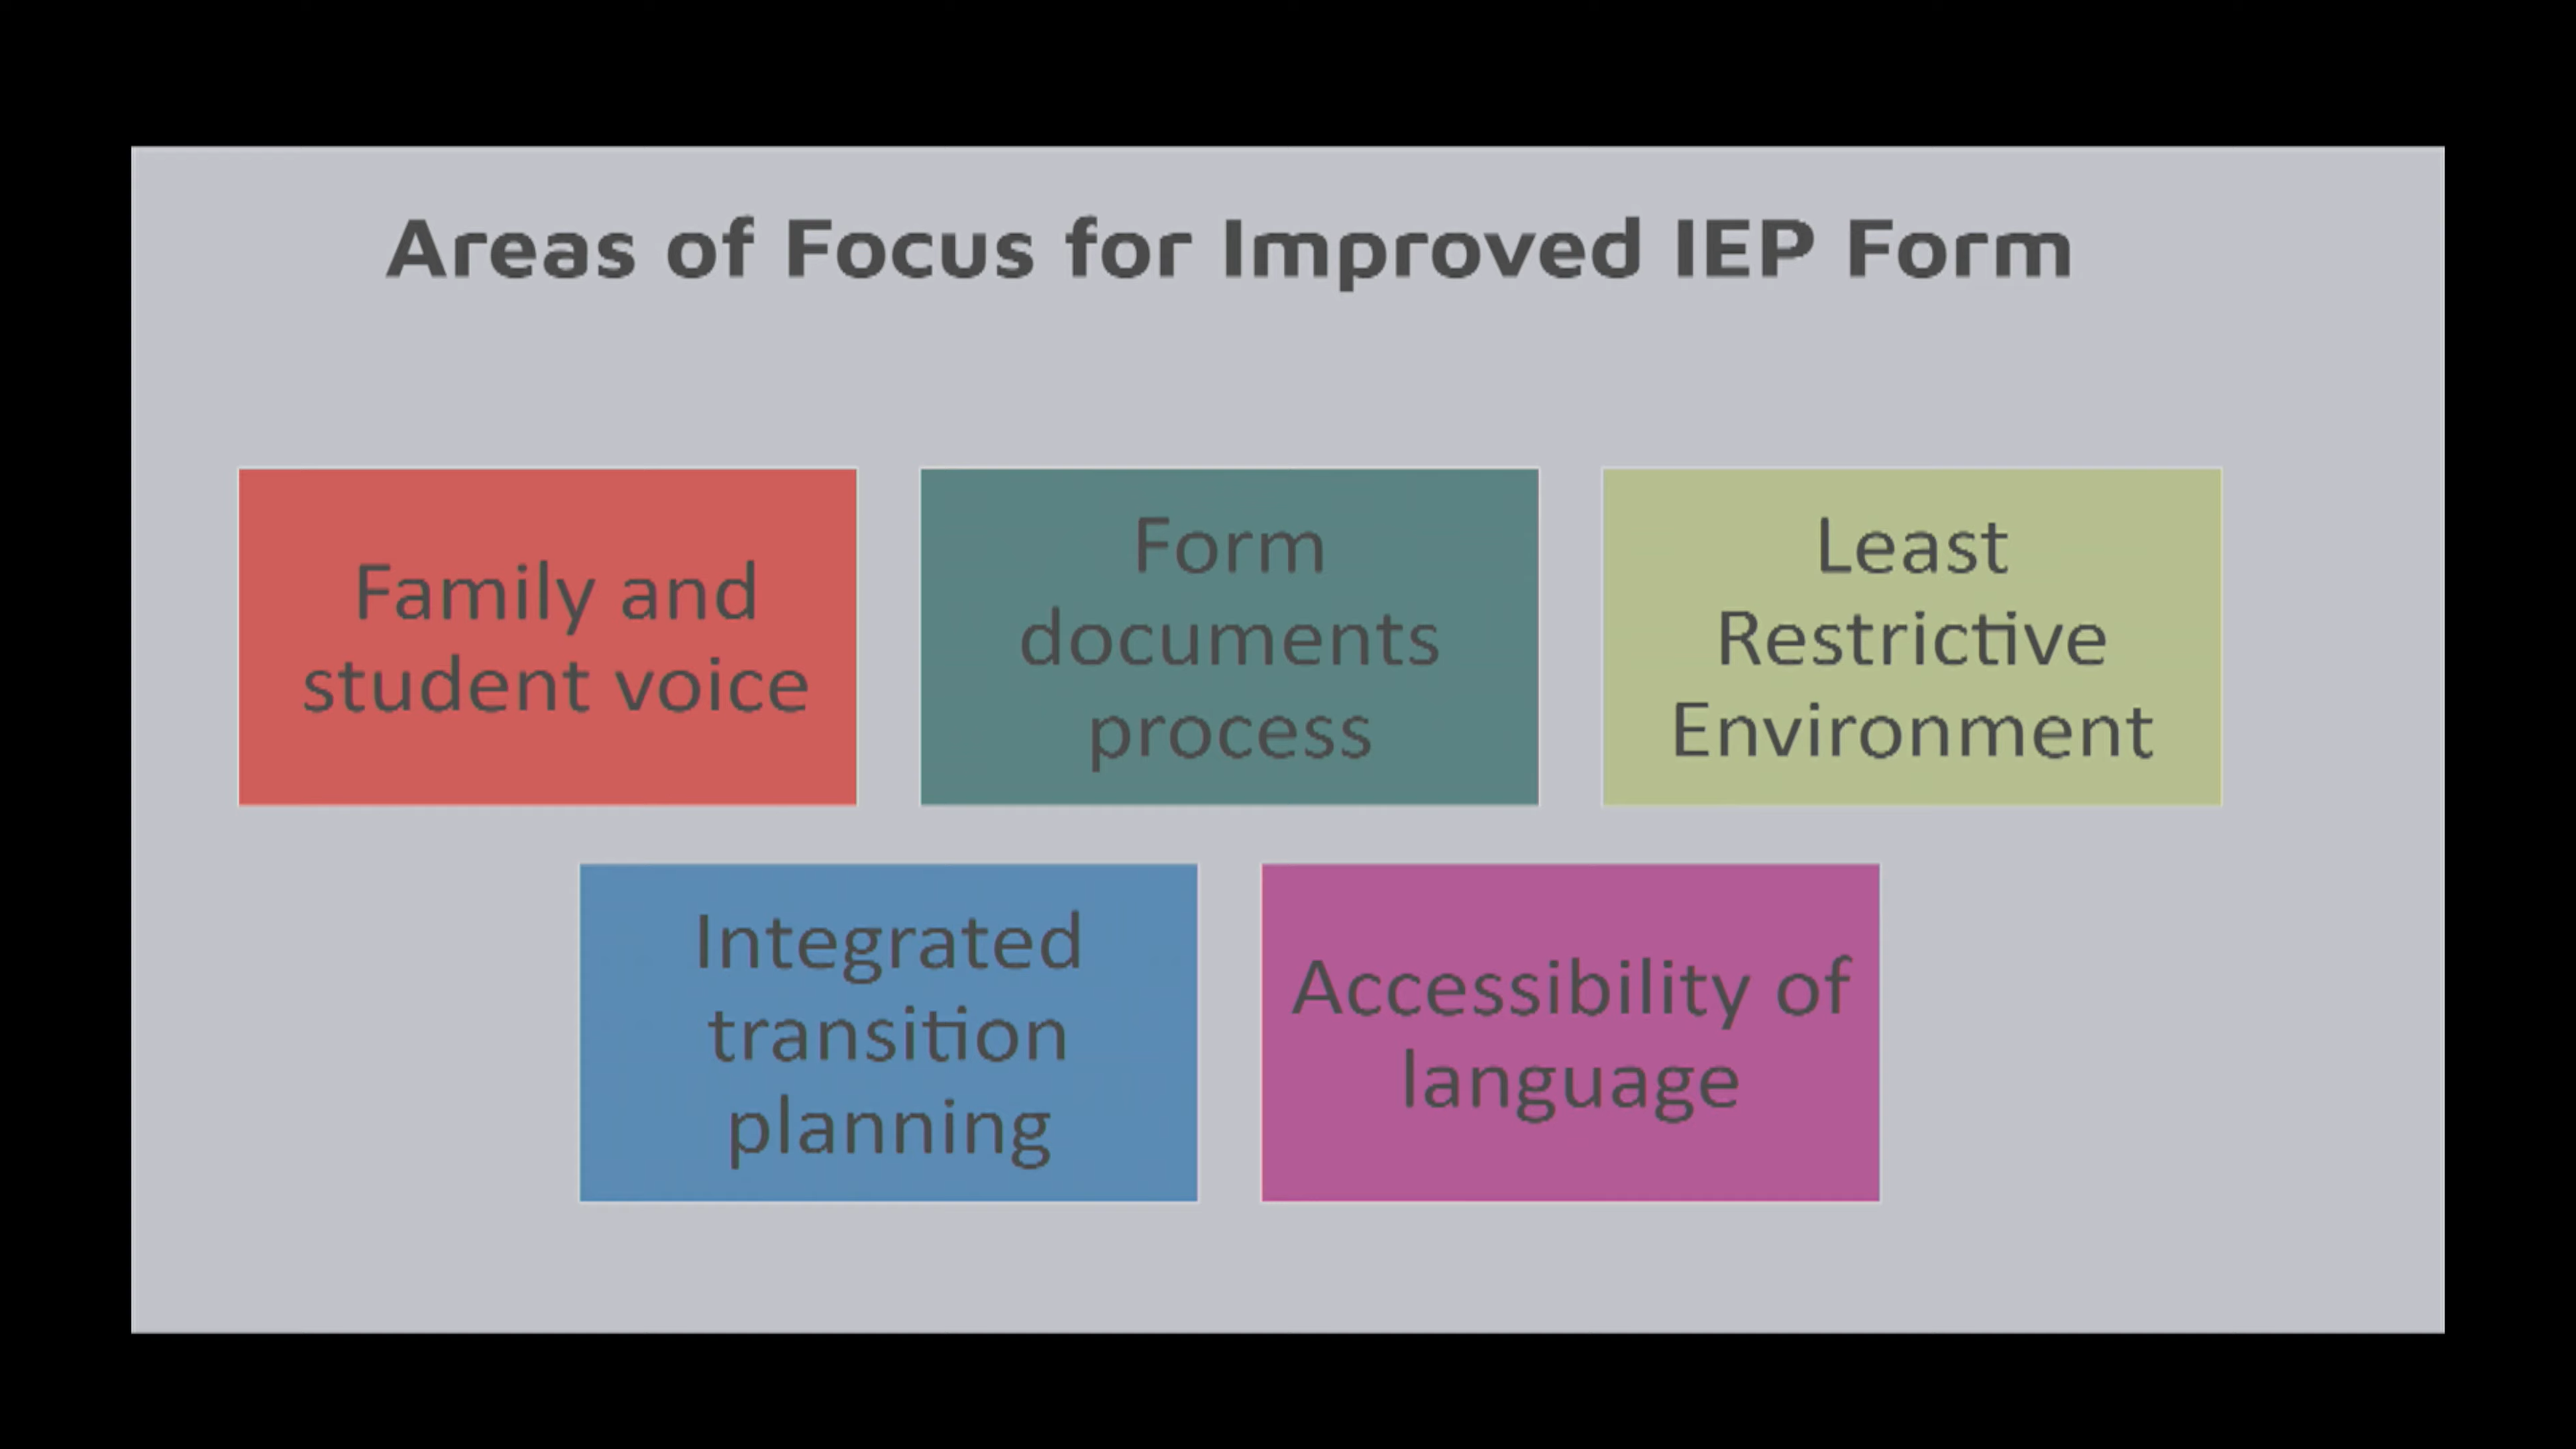 Areas of Focus for Improved IEP Form
Family and
student voice
Form
documents
process
Least
Restrictive
Environment
Integrated
transition
planning
Accessibility of
language